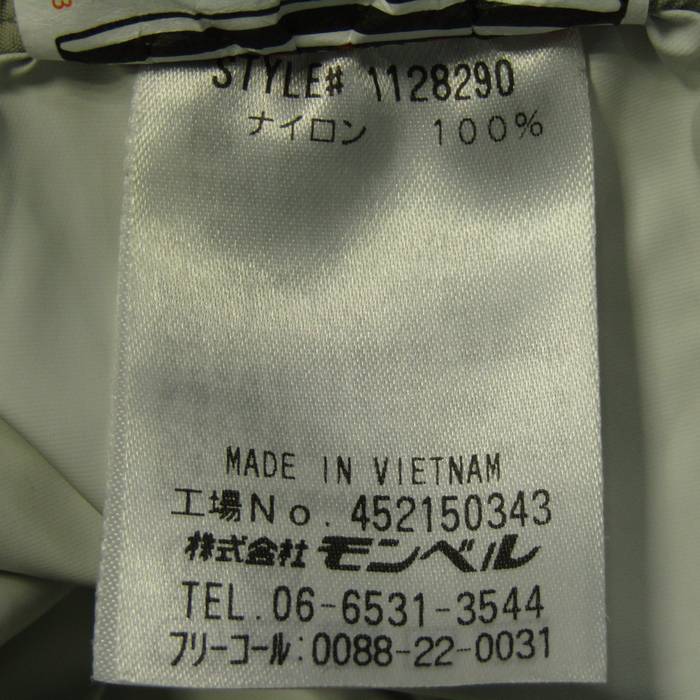 STYLE# 1128290
ナイロン 100%
MADE IN VIETNAM
工場No. 452150343
株式会社 モンベル
TEL. 06-6531-3544
フリーコール:0088-22-0031